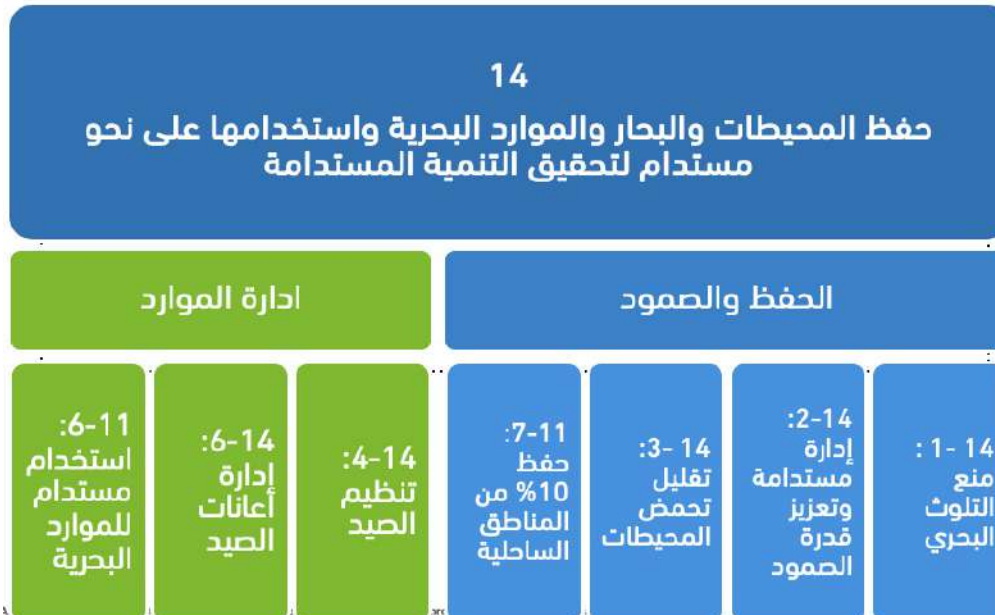 14
حفظ المحيطات والبحار والموارد البحرية واستخدامها على نحو
مستدام لتحقيق التنمية المستدامة
الحفظ والصمود
ادارة الموارد
14 -1 :
منع
التلوث
البحري
14-2:
إدارة
مستدامة
وتعزيز
قدرة
الصمود
14 -3:
تقليل
تحمض
المحيطات
11-7:
حفظ
10% من
المناطق
الساحلية
14-4:
تنظيم
الصيد
14-6:
إدارة
أعانات
الصيد
11-6:
استخدام
مستدام
للموارد
البحرية